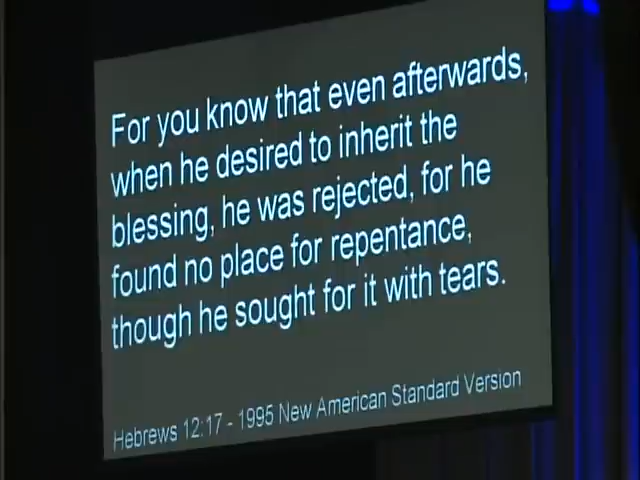 For you know that even afterwards,
when he desired to inherit the
blessing, he was rejected, for he
found no place for repentance,
though he sought for it with tears.
Hebrews 12:17 - 1995 New American Standard Version